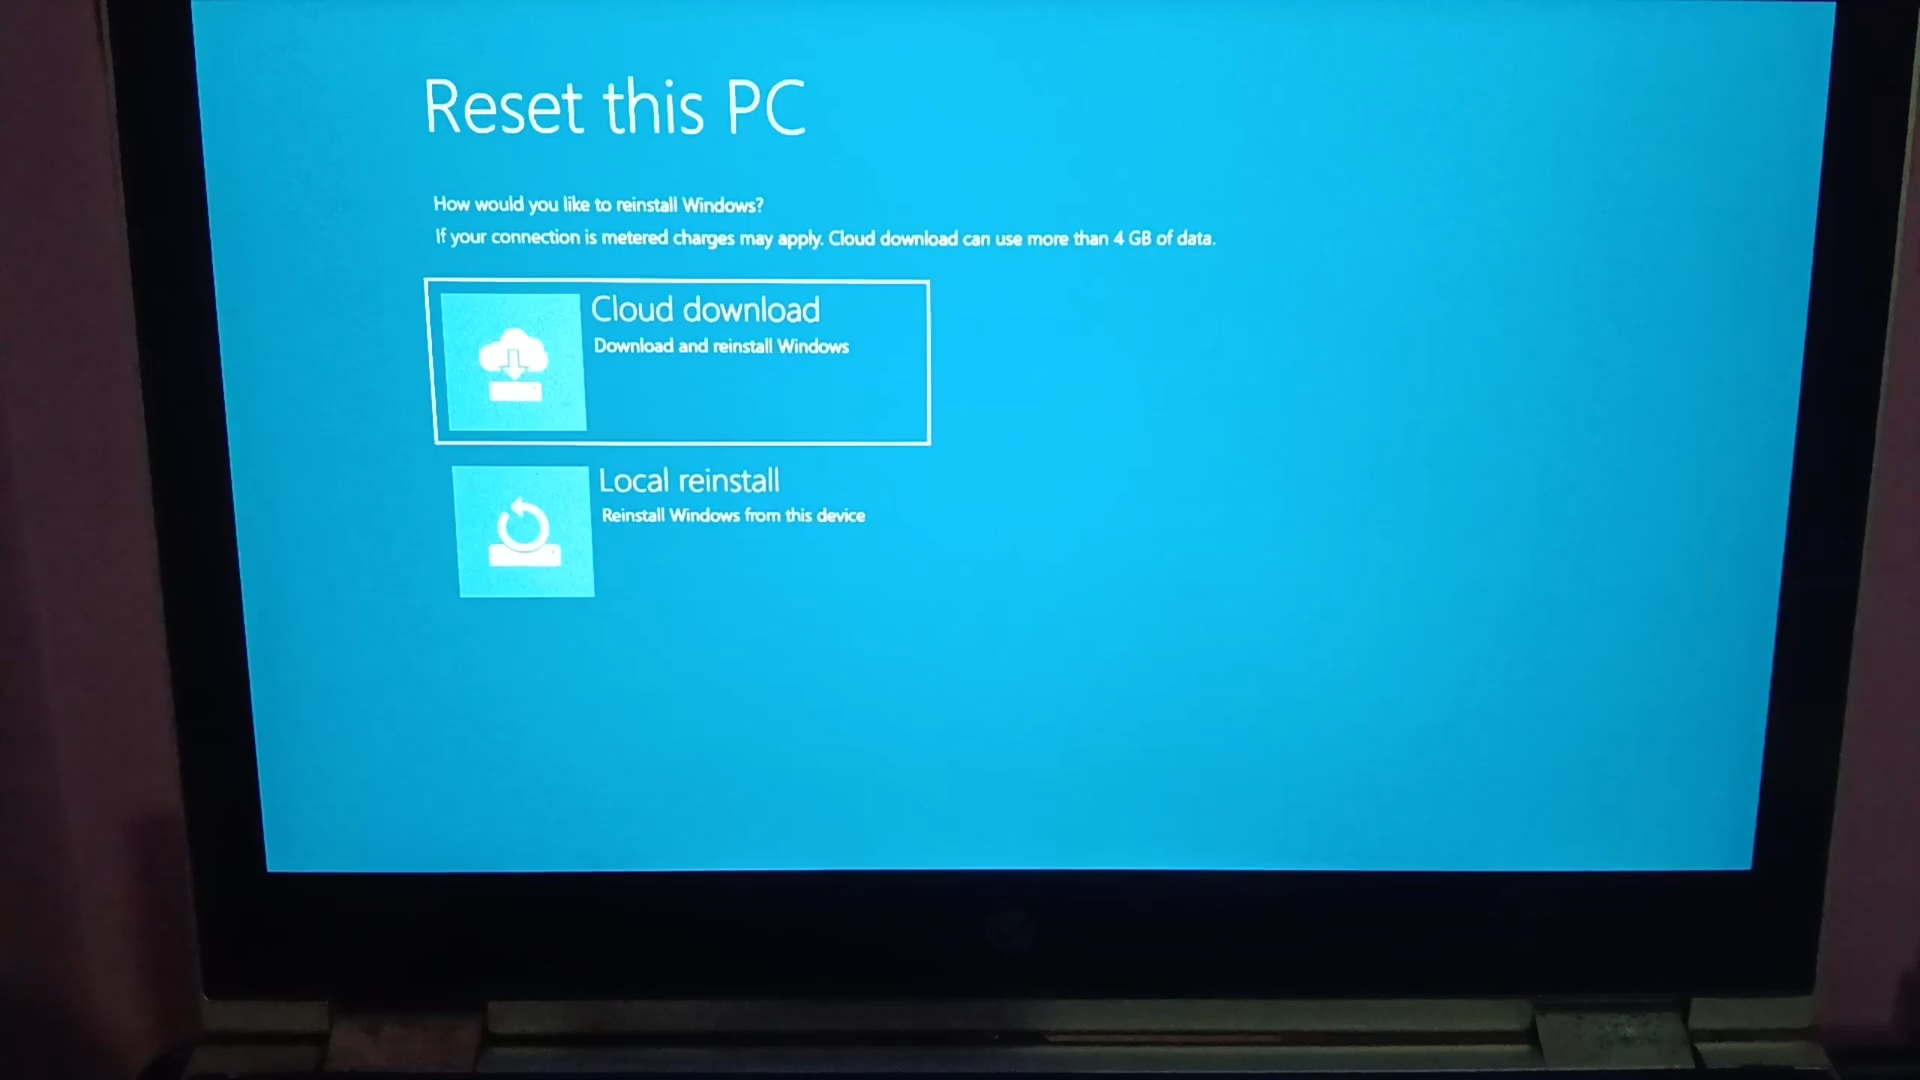 Reset this PC
How would you like to reinstall Windows?
If your connection is metered charges may apply. Cloud download can use more than 4 GB of data.
Cloud download
Download and reinstall Windows
Local reinstall
Reinstall Windows from this device